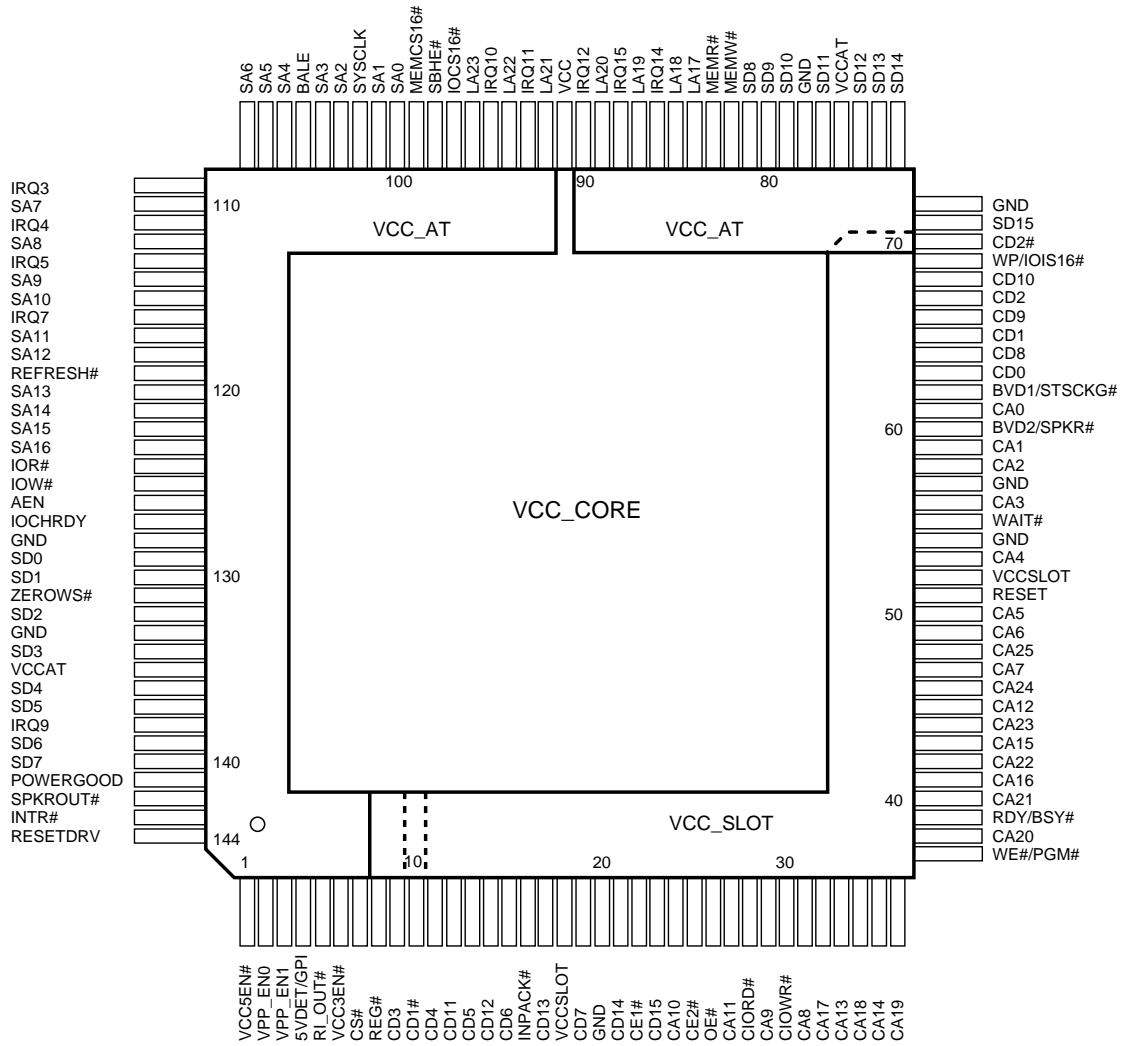 SA6
SA5
SA4
BALE
SA3
SA2
SYSCLK
SA1
SA0
MEMCS16#
SBHE#
IOCS16#
LA23
IRQ10
LA22
IRQ11
LA21
VCC
IRQ12
LA20
IRQ15
LA19
IRQ14
LA18
LA17
MEMR#
MEMW#
SD8
SD9
SD10
GND
SD11
VCCAT
SD12
SD13
SD14
100
90
80
110
VCC_AT
VCC_AT
70
120
60
VCC_CORE
130
50
140
40
VCC_SLOT
144
1
10
20
30
IRQ3
SA7
IRQ4
SA8
IRQ5
SA9
SA10
IRQ7
SA11
SA12
REFRESH#
SA13
SA14
SA15
SA16
IOR#
IOW#
AEN
IOCHRDY
GND
SD0
SD1
ZEROWS#
SD2
GND
SD3
VCCAT
SD4
SD5
IRQ9
SD6
SD7
POWERGOOD
SPKROUT#
INTR#
RESETDRV
GND
SD15
CD2#
WP/IOIS16#
CD10
CD2
CD9
CD1
CD8
CD0
BVD1/STSCKG#
CA0
BVD2/SPKR#
CA1
CA2
GND
CA3
WAIT#
GND
CA4
VCCSLOT
RESET
CA5
CA6
CA25
CA7
CA24
CA12
CA23
CA15
CA22
CA16
CA21
RDY/BSY#
CA20
WE#/PGM#
VCC5EN#
VPP_EN0
VPP_EN1
5VDET/GPI
RI_OUT#
VCC3EN#
CS#
REG#
CD3
CD1#
CD4
CD11
CD5
CD12
CD6
INPACK#
CD13
VCCSLOT
CD7
GND
CD14
CE1#
CD15
CA10
CE2#
OE#
CA11
CIORD#
CA9
CIOWR#
CA8
CA17
CA13
CA18
CA14
CA19